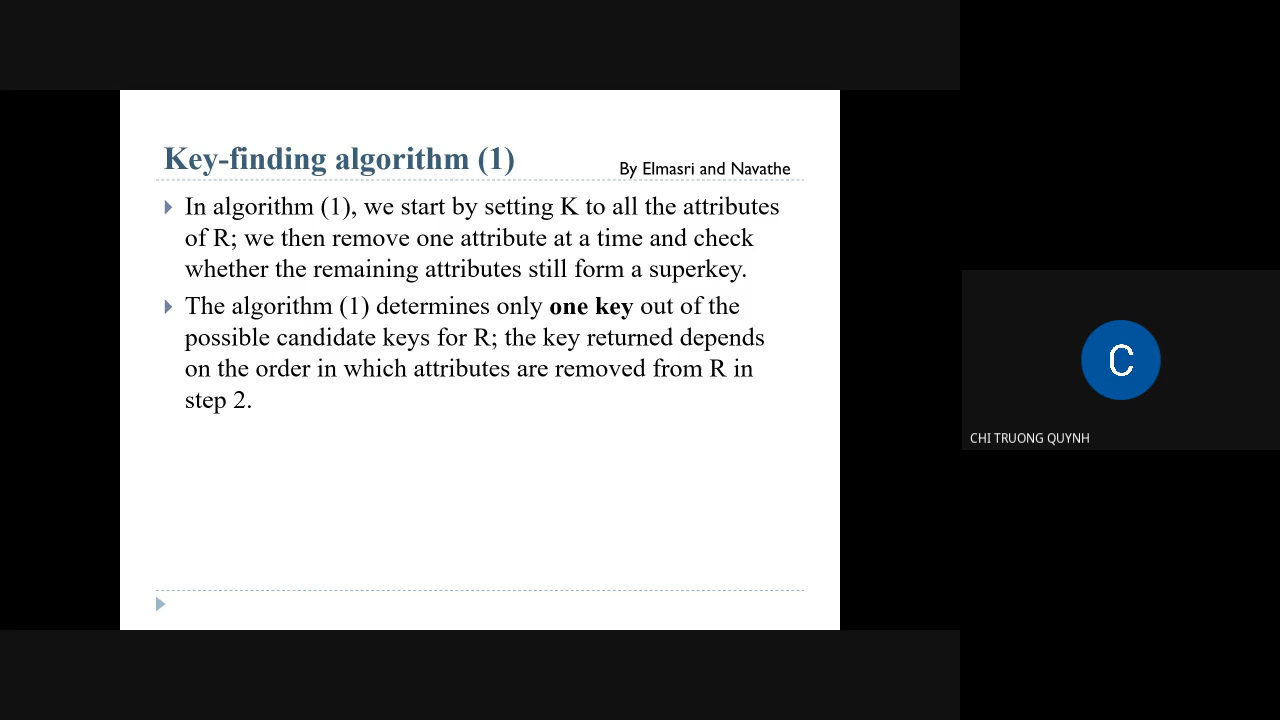 Key-finding algorithm (1)
By Elmasri and Navathe
In algorithm (1), we start by setting K to all the attributes
of R; we then remove one attribute at a time and check
whether the remaining attributes still form a superkey.
The algorithm (1) determines only one key out of the
possible candidate keys for R; the key returned depends
on the order in which attributes are removed from R in
step 2.
C
CHI TRUONG QUYNH